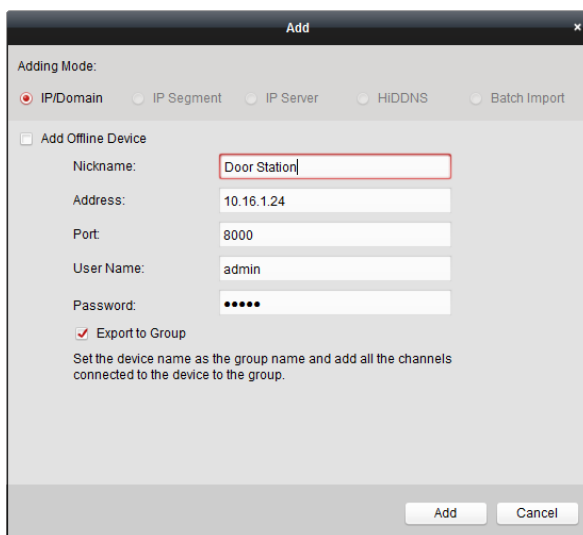 Add
×
Adding Mode:
IP/Domain IP Segment IP Server HiDDNS Batch Import
Add Offline Device
Nickname: Door Station
Address: 10.16.1.24
Port: 8000
User Name: admin
Password: •••••
Export to Group
Set the device name as the group name and add all the channels
connected to the device to the group.
Add Cancel